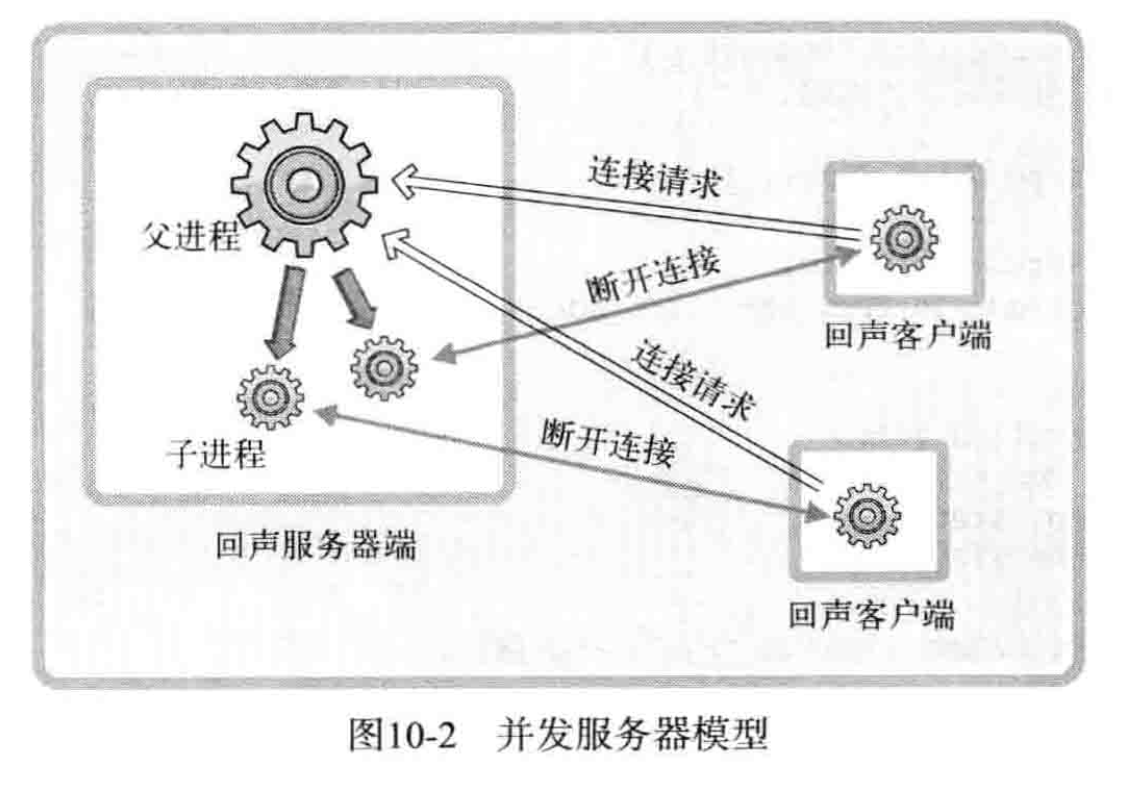 连接请求
父进程
断开连接
回声客户端
连接请求
断开连接
子进程
回声服务器端
回声客户端
图10-2 并发服务器模型